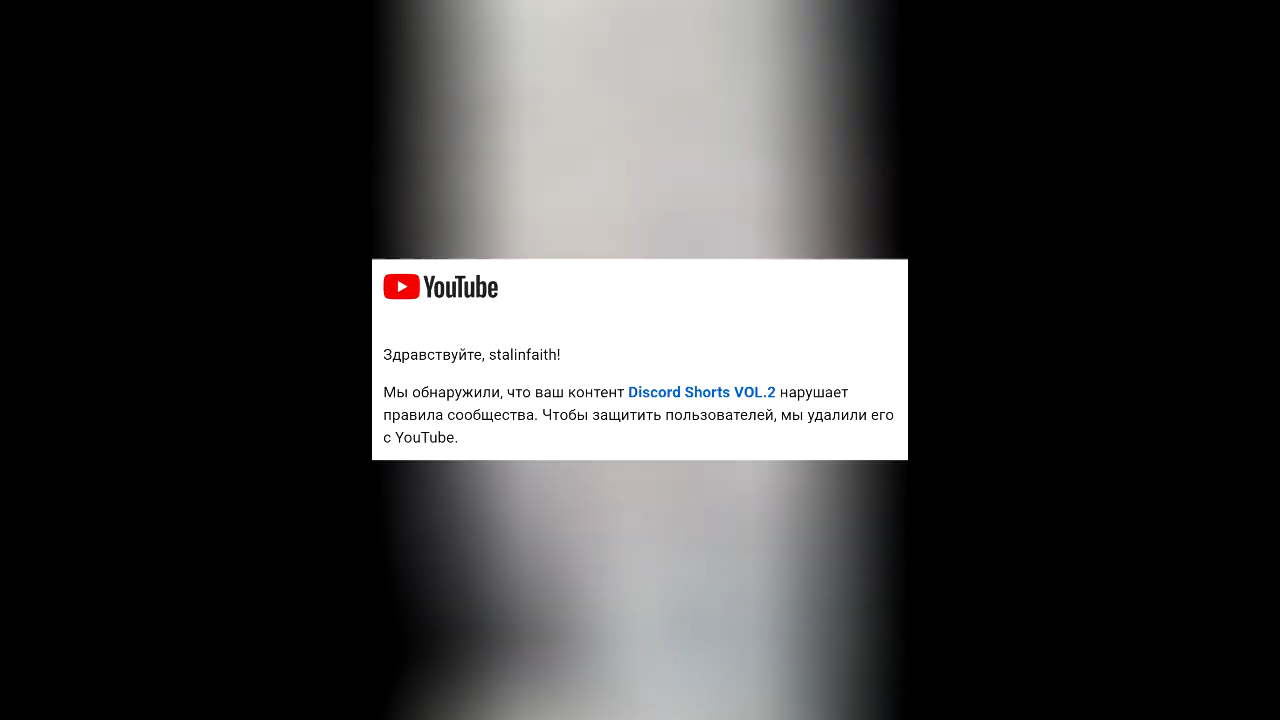 YouTube
Здравствуйте, stalinfaith!
Мы обнаружили, что ваш контент Discord Shorts VOL.2 нарушает
правила сообщества. Чтобы защитить пользователей, мы удалили его
с YouTube.